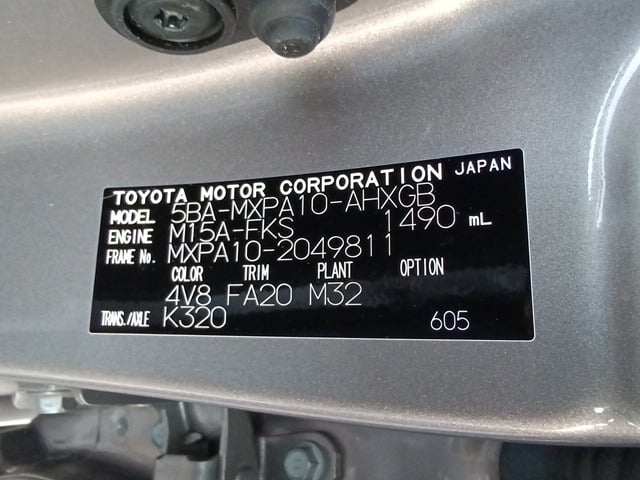 TOYOTA MOTOR CORPORATION JAPAN
MODEL 5BA-MXPA10-AHXGB
ENGINE M15A-FKS 1490 mL
FRAME No. MXPA10-2049811
COLOR TRIM PLANT OPTION
4V8 FA20 M32
TRANS./AXLE K320 605